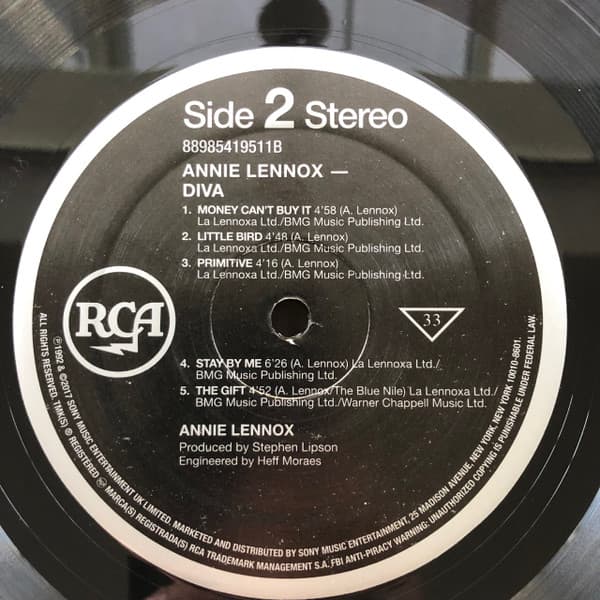 Side 2 Stereo
88985419511B
ANNIE LENNOX —
DIVA
1. MONEY CAN'T BUY IT 4'58 (A. Lennox)
La Lennoxa Ltd./BMG Music Publishing Ltd.
2. LITTLE BIRD 4'48 (A. Lennox)
La Lennoxa Ltd./BMG Music Publishing Ltd.
3. PRIMITIVE 4'16 (A. Lennox)
La Lennoxa Ltd./BMG Music Publishing Ltd.
RCA
33
4. STAY BY ME 6'26 (A. Lennox) La Lennoxa Ltd./
BMG Music Publishing Ltd.
5. THE GIFT 4'52 (A. Lennox/The Blue Nile) La Lennoxa Ltd./
BMG Music Publishing Ltd./Warner Chappell Music Ltd.
ANNIE LENNOX
Produced by Stephen Lipson
Engineered by Heff Moraes
℗1992 & ©2017 SONY MUSIC ENTERTAINMENT UK LIMITED. MARKETED AND DISTRIBUTED BY SONY MUSIC ENTERTAINMENT, 25 MADISON AVENUE, NEW YORK, NEW YORK 10010-8601.
ALL RIGHTS RESERVED. TMK(S) ® REGISTERED MARCA(S) REGISTRADA(S) RCA TRADEMARK MANAGEMENT S.A. FBI ANTI-PIRACY WARNING: UNAUTHORIZED COPYING IS PUNISHABLE UNDER FEDERAL LAW.